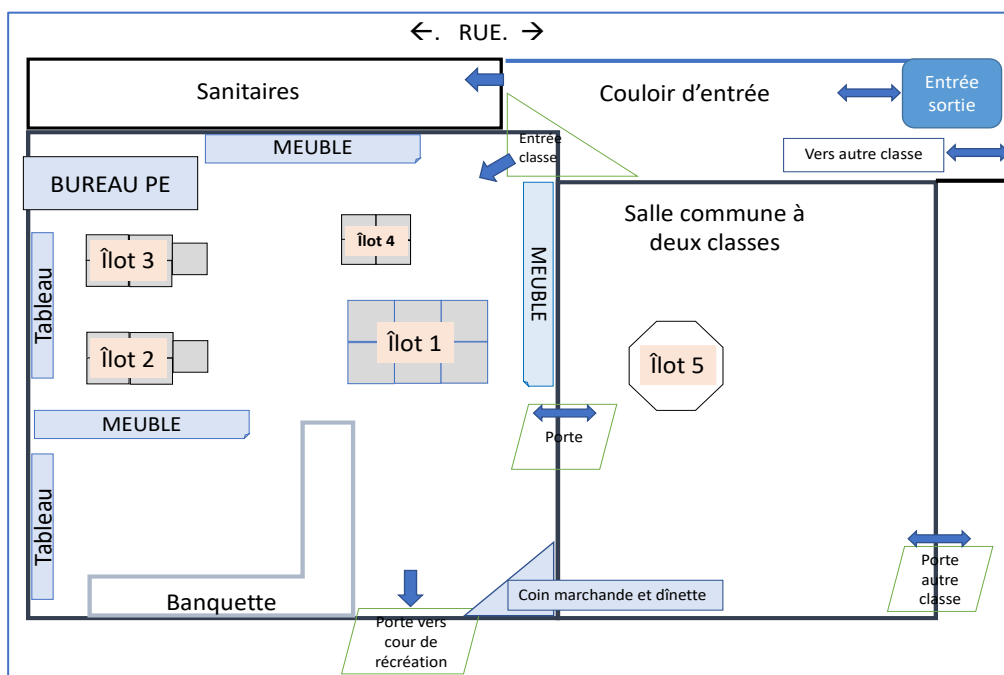 ←. RUE. →
Sanitaires
Couloir d’entrée
Entrée
sortie
Entrée
classe
MEUBLE
Vers autre classe
BUREAU PE
Salle commune à
deux classes
Îlot 4
Îlot 3
Tableau
MEUBLE
Îlot 1
Îlot 2
Îlot 5
MEUBLE
Porte
Tableau
Porte
autre
classe
Banquette
Coin marchande et dînette
Porte vers
cour de
récréation